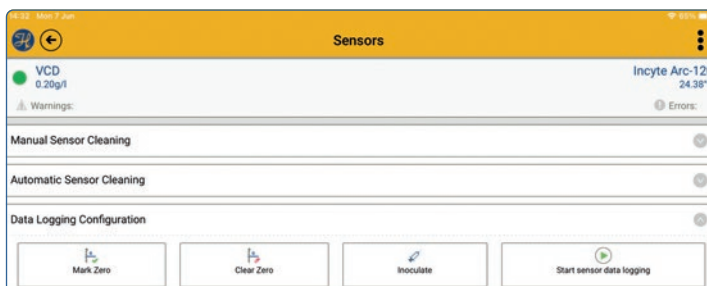 14:32 Mon 7 Jun
65%
Sensors
VCD
Incyte Arc-12
0.20g/l
24.38°
Warnings:
Errors:
Manual Sensor Cleaning
Automatic Sensor Cleaning
Data Logging Configuration
Mark Zero
Clear Zero
Inoculate
Start sensor data logging